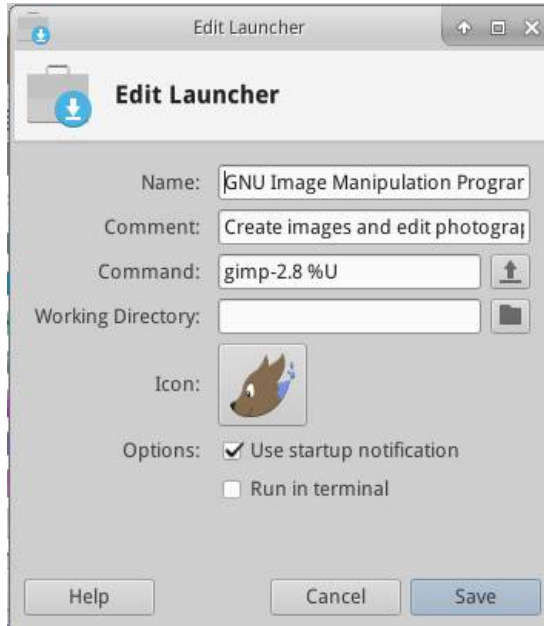 Edit Launcher
Edit Launcher
Name: GNU Image Manipulation Progra
Comment: Create images and edit photogra
Command: gimp-2.8 %U
Working Directory:
Icon:
Options: Use startup notification
Run in terminal
Help Cancel Save